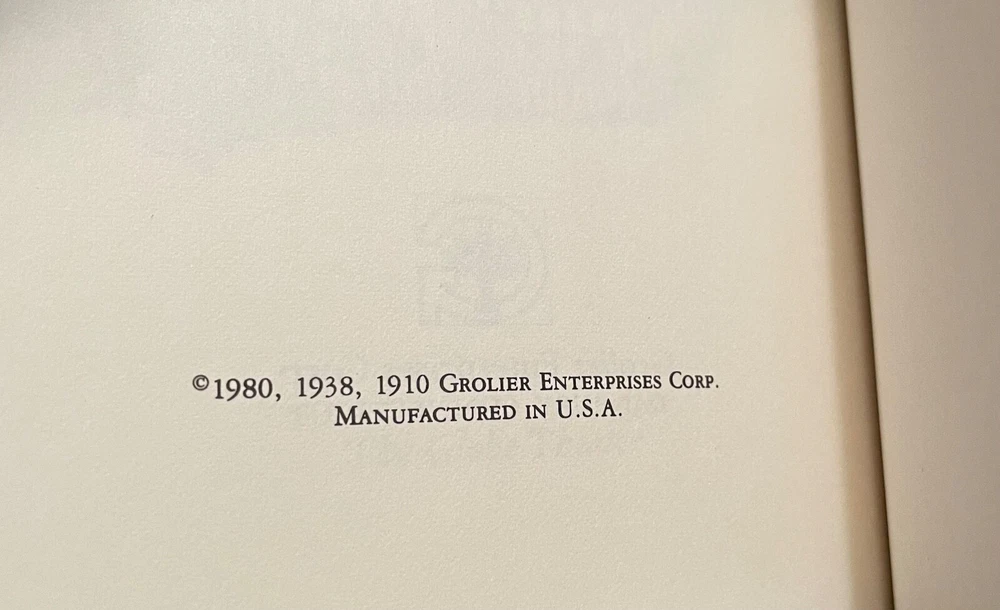 ©1980, 1938, 1910 Grolier Enterprises Corp.
Manufactured in U.S.A.